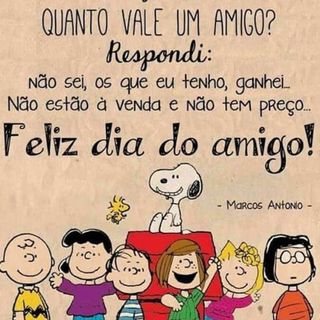 QUANTO VALE UM AMIGO?
Respondi:
não sei, os que eu tenho, ganhei...
Não estão à venda e não tem preço...
Feliz dia do amigo!
- Marcos Antonio -